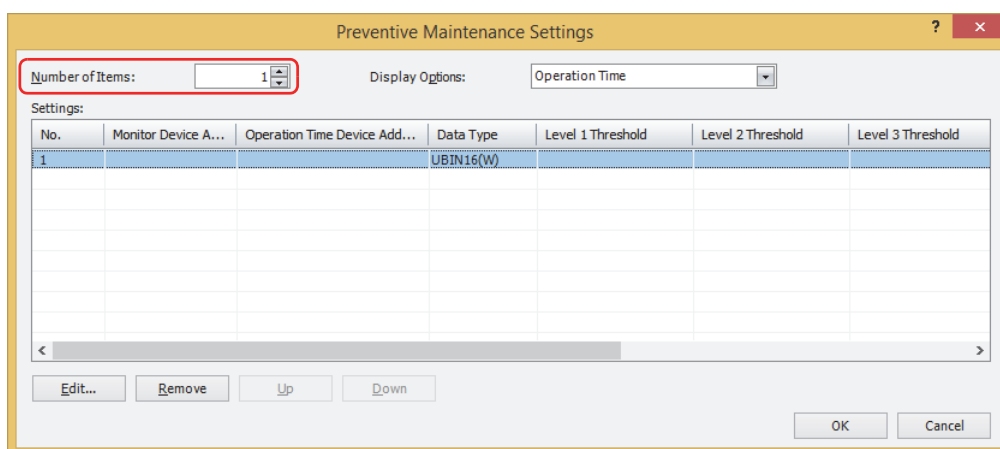 Preventive Maintenance Settings ? ×
Number of Items: 1 Display Options: Operation Time
Settings:
No. Monitor Device A... Operation Time Device Add... Data Type Level 1 Threshold Level 2 Threshold Level 3 Threshold
1 UBIN16(W)
< >
Edit... Remove Up Down
OK Cancel